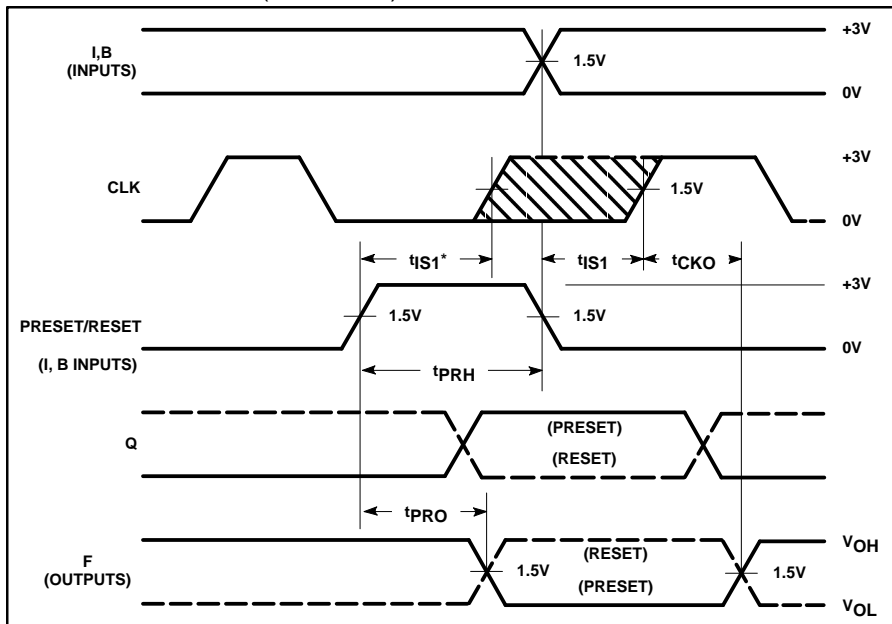 I,B
(INPUTS)
+3V
1.5V
0V
CLK
+3V
1.5V
0V
tIS1*
tIS1
tCKO
PRESET/RESET
(I, B INPUTS)
+3V
1.5V
1.5V
0V
tPRH
Q
(PRESET)
(RESET)
tPRO
F
(OUTPUTS)
(RESET)
(PRESET)
1.5V
1.5V
VOH
VOL